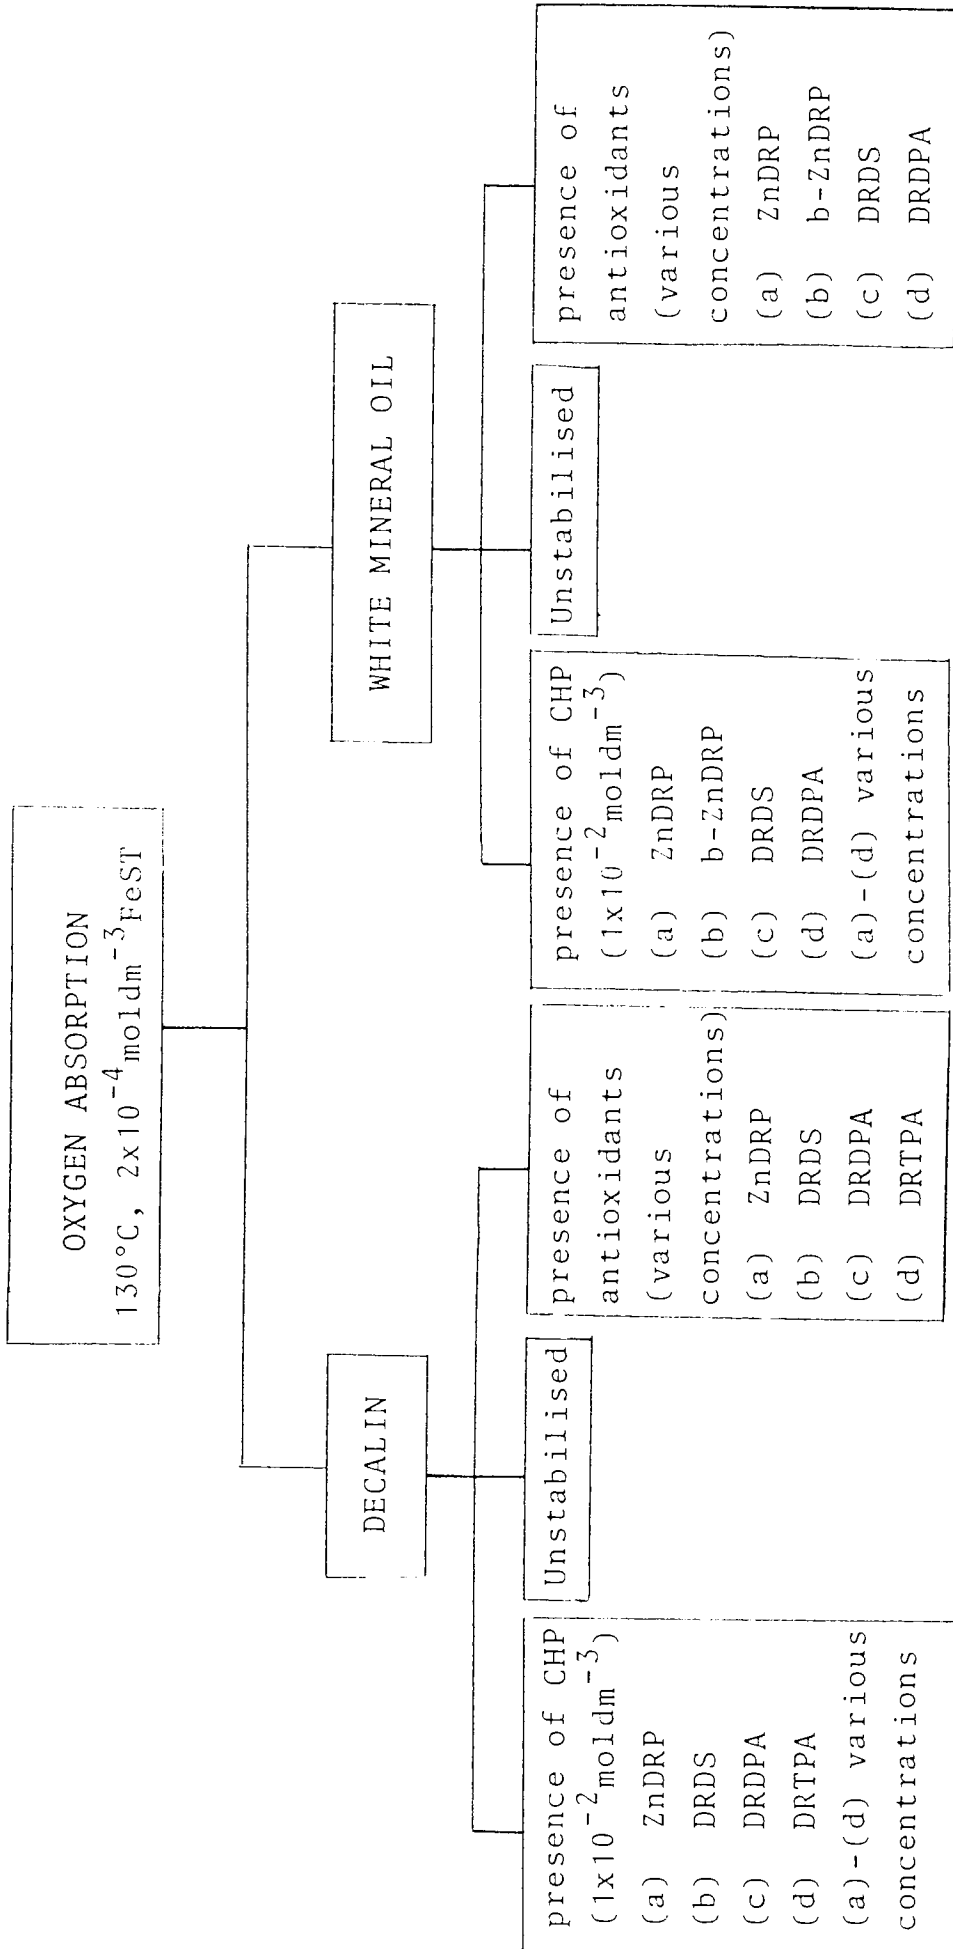 OXYGEN ABSORPTION
130°C, 2x10⁻⁴moldm⁻³FeST
DECALIN
WHITE MINERAL OIL
presence of CHP
(1x10⁻²moldm⁻³)
(a) ZnDRP
(b) DRDS
(c) DRDPA
(d) DRTPA
(a)-(d) various
concentrations
Unstabilised
presence of
antioxidants
(various
concentrations)
(a) ZnDRP
(b) DRDS
(c) DRDPA
(d) DRTPA
presence of CHP
(1x10⁻²moldm⁻³)
(a) ZnDRP
(b) b-ZnDRP
(c) DRDS
(d) DRDPA
(a)-(d) various
concentrations
Unstabilised
presence of
antioxidants
(various
concentrations)
(a) ZnDRP
(b) b-ZnDRP
(c) DRDS
(d) DRDPA